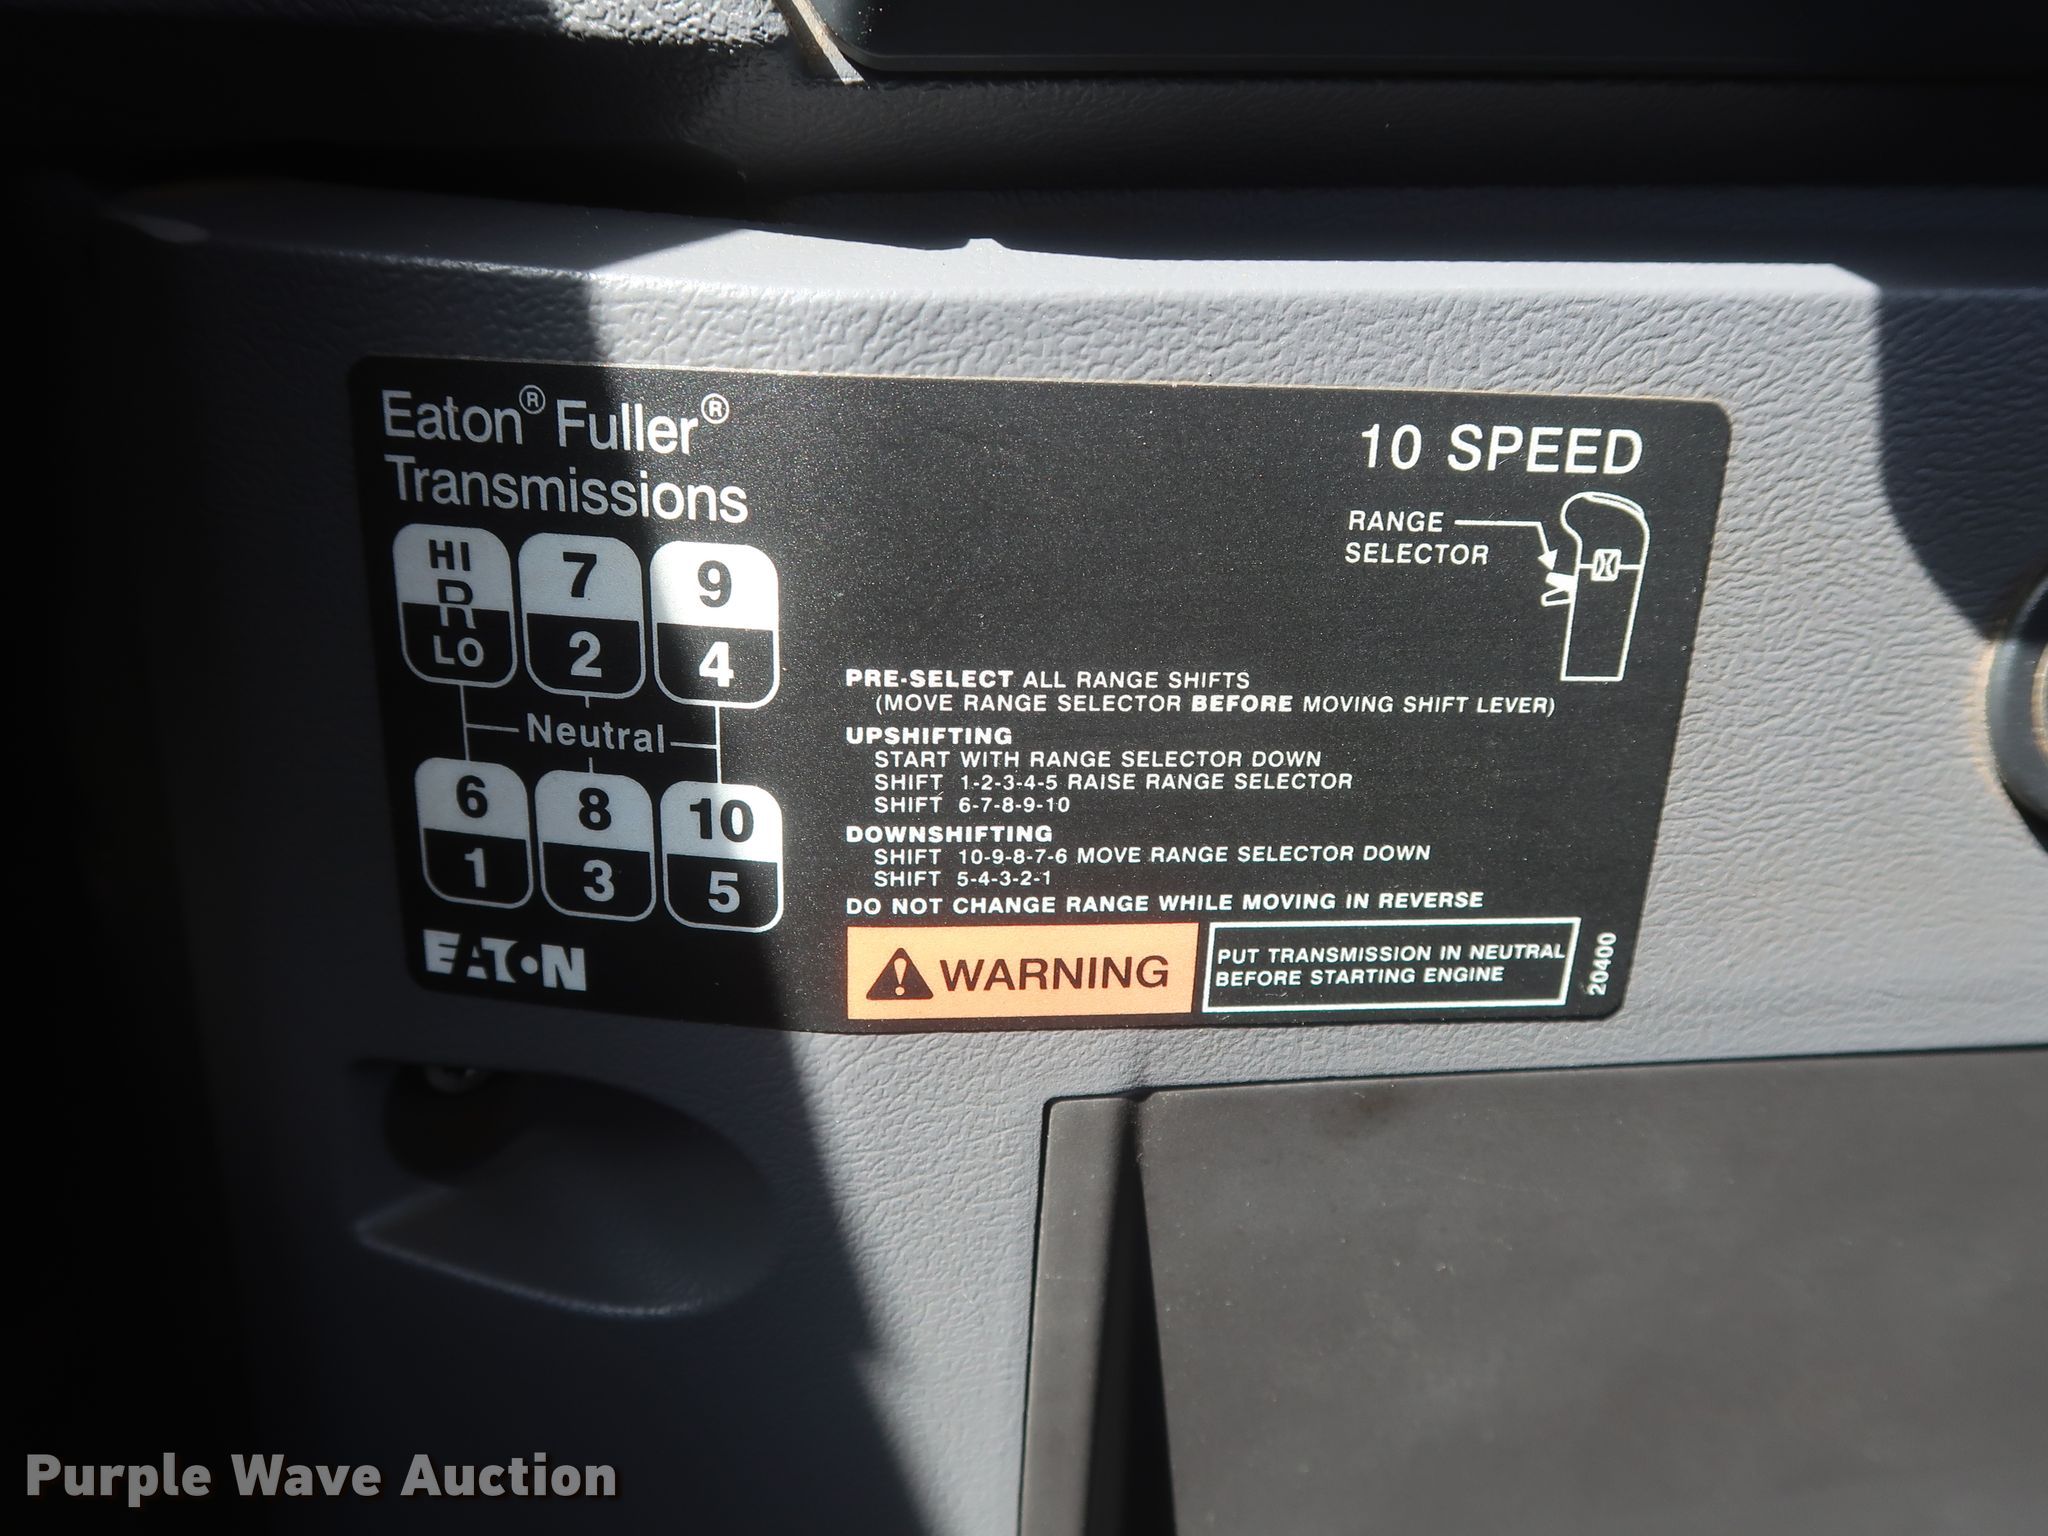 Eaton® Fuller®
Transmissions
10 SPEED
RANGE
SELECTOR
HI
R
LO
7
2
9
4
Neutral
6
1
8
3
10
5
PRE-SELECT ALL RANGE SHIFTS
(MOVE RANGE SELECTOR BEFORE MOVING SHIFT LEVER)
UPSHIFTING
START WITH RANGE SELECTOR DOWN
SHIFT 1-2-3-4-5 RAISE RANGE SELECTOR
SHIFT 6-7-8-9-10
DOWNSHIFTING
SHIFT 10-9-8-7-6 MOVE RANGE SELECTOR DOWN
SHIFT 5-4-3-2-1
DO NOT CHANGE RANGE WHILE MOVING IN REVERSE
EATON
WARNING
PUT TRANSMISSION IN NEUTRAL
BEFORE STARTING ENGINE
20400
Purple Wave Auction